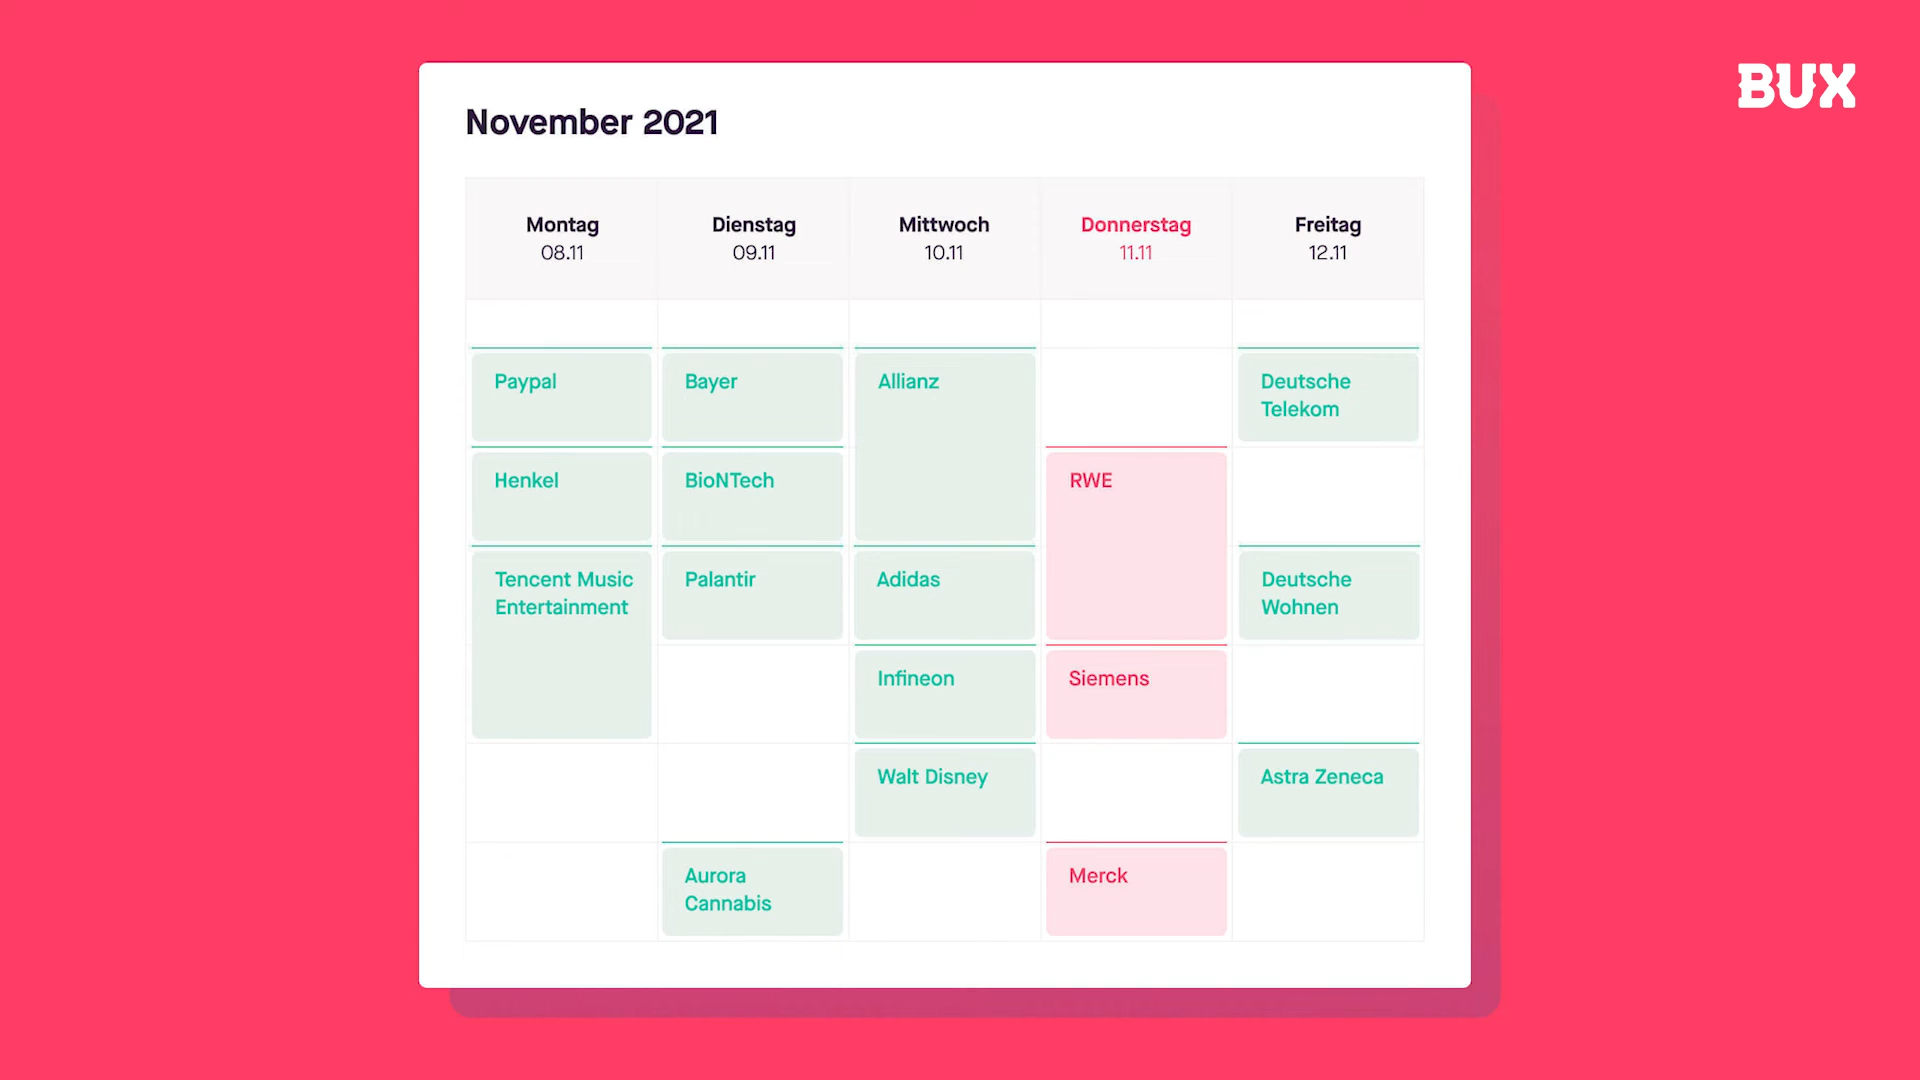 BUX
November 2021
Montag
08.11
Dienstag
09.11
Mittwoch
10.11
Donnerstag
11.11
Freitag
12.11
Paypal
Bayer
Allianz
Deutsche
Telekom
Henkel
BioNTech
RWE
Tencent Music
Entertainment
Palantir
Adidas
Deutsche
Wohnen
Infineon
Siemens
Walt Disney
Astra Zeneca
Aurora
Cannabis
Merck